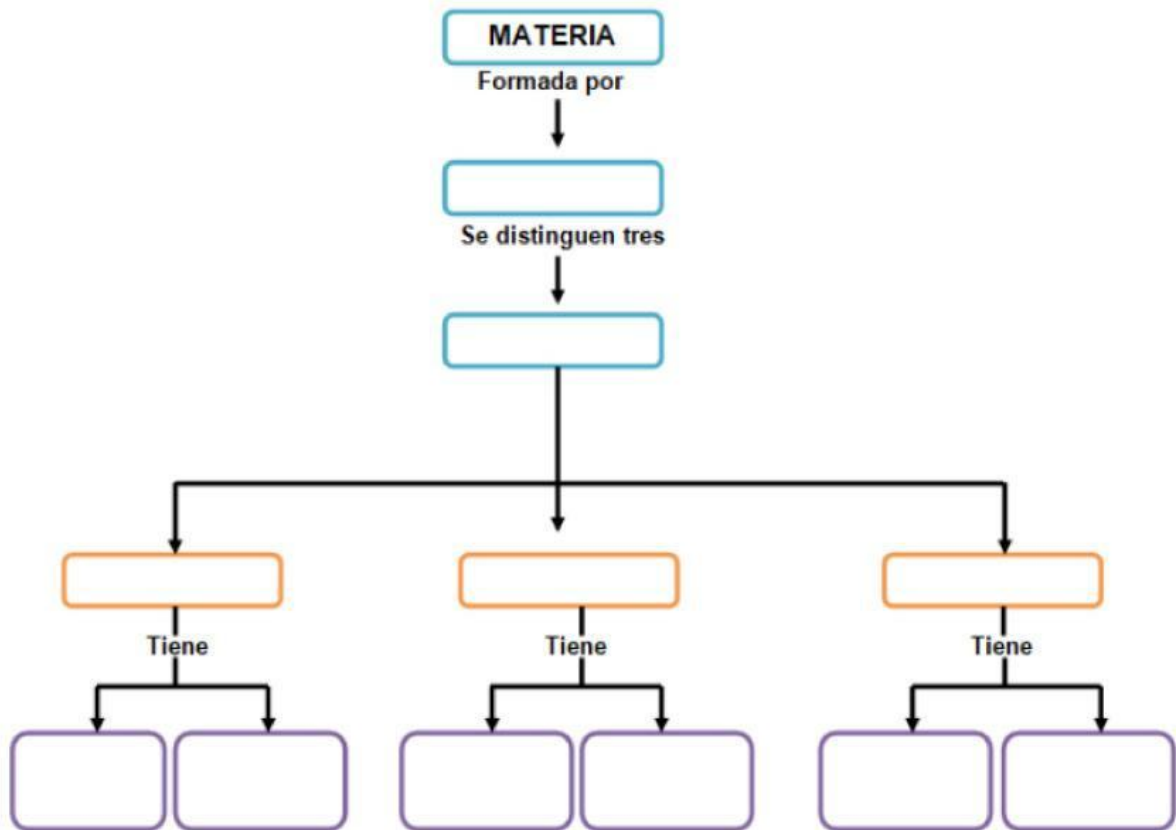 MATERIA
Formada por
Se distinguen tres
Tiene
Tiene
Tiene